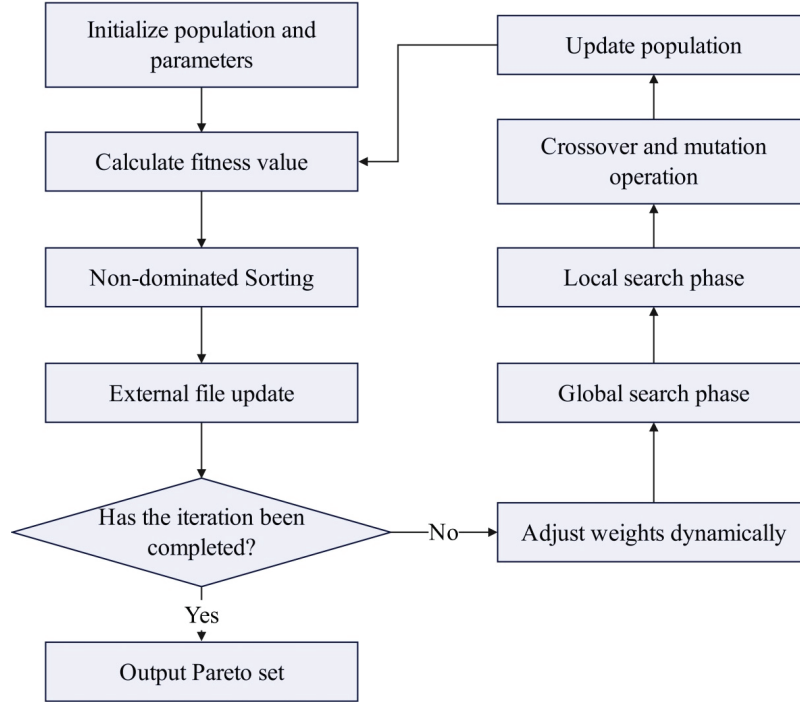 Initialize population and
parameters
Calculate fitness value
Non-dominated Sorting
External file update
Has the iteration been
completed?
Yes
Output Pareto set
No
Adjust weights dynamically
Global search phase
Local search phase
Crossover and mutation
operation
Update population